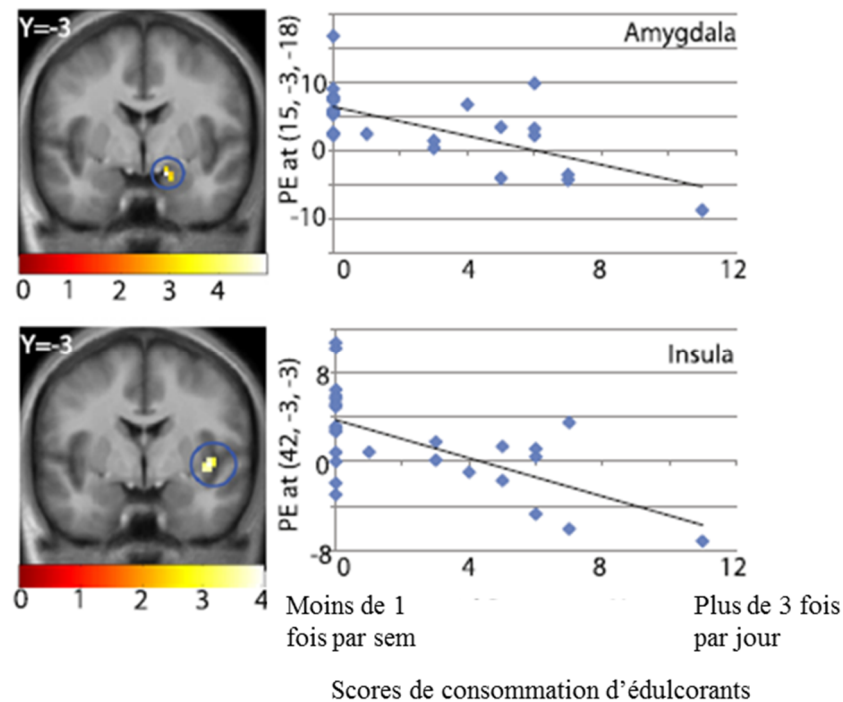 Y=-3
0 1 2 3 4
Amygdala
PE at (15, -3, -18)
10
0
-10
0 4 8 12
Y=-3
0 1 2 3 4
Insula
PE at (42, -3, -3)
8
0
-8
0 4 8 12
Moins de 1
fois par sem
Plus de 3 fois
par jour
Scores de consommation d’édulcorants